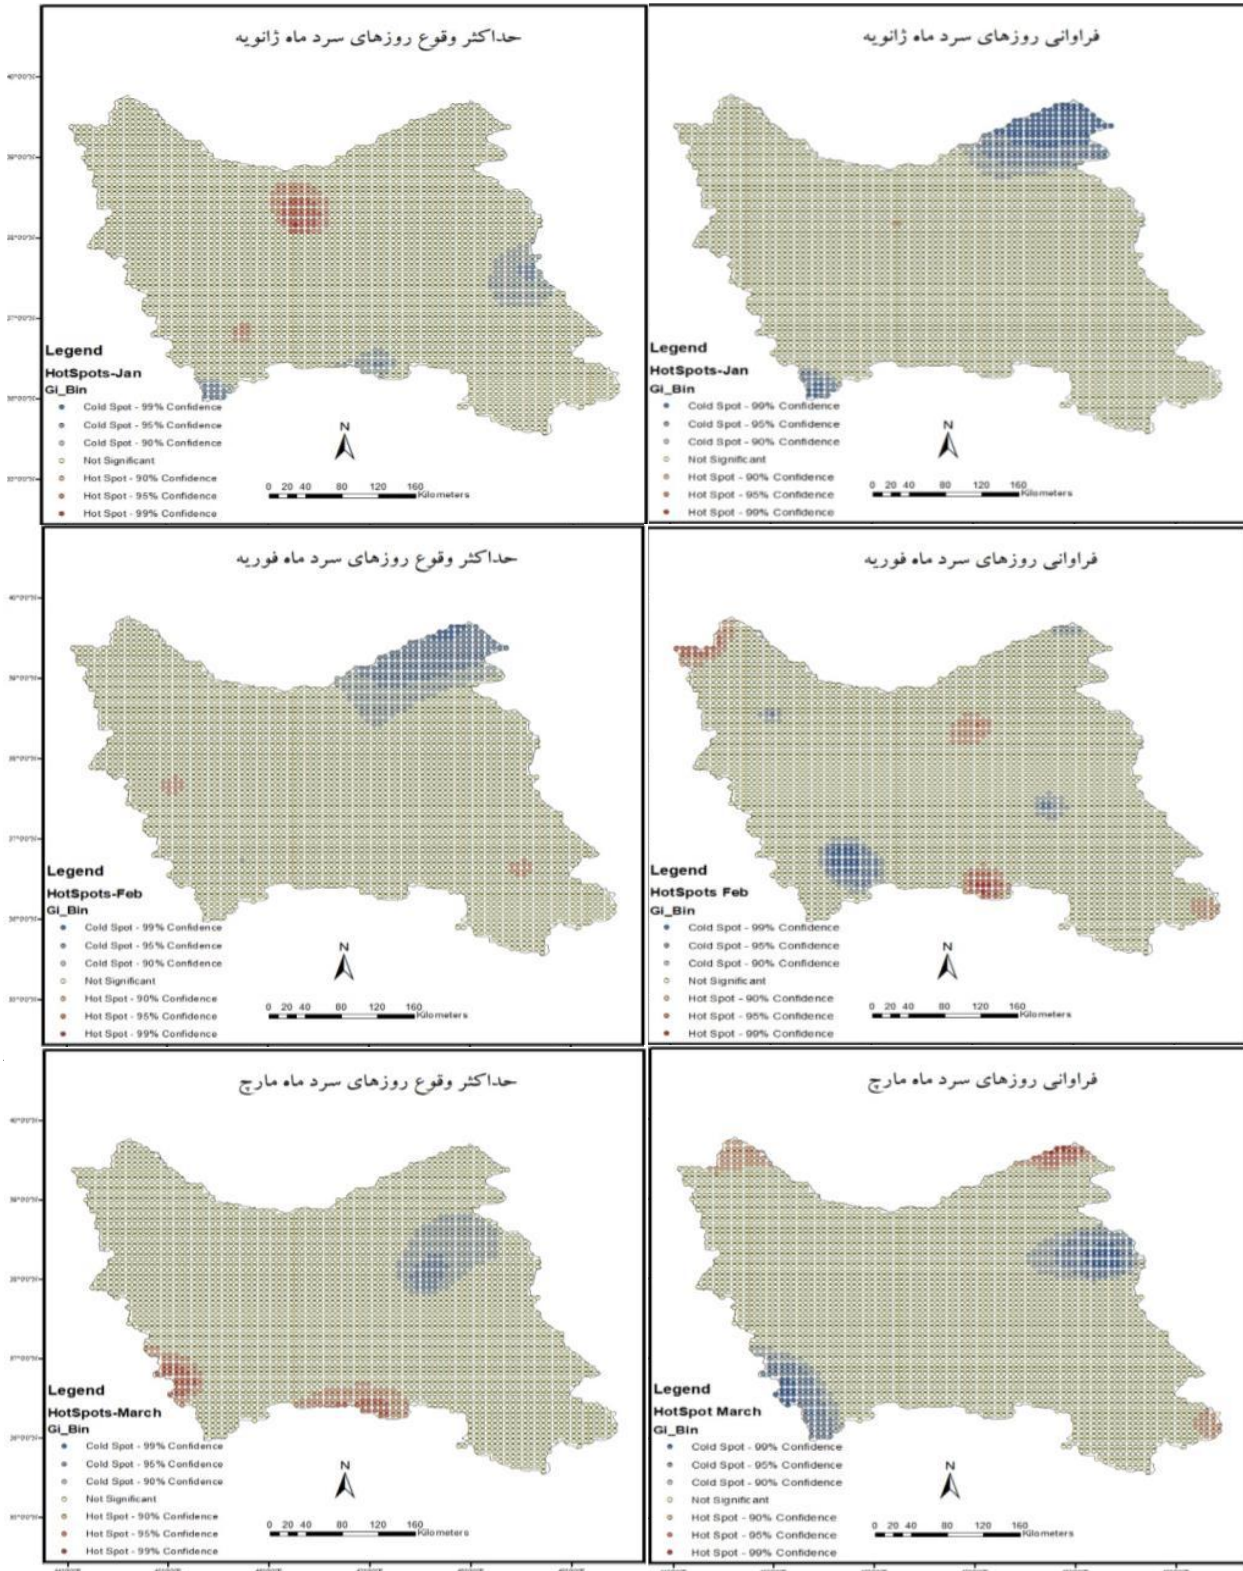 حداکثر وقوع روزهای سرد ماه ژانویه
Legend
HotSpots-Jan
Gi_Bin
Cold Spot - 99% Confidence
Cold Spot - 95% Confidence
Cold Spot - 90% Confidence
Not Significant
Hot Spot - 90% Confidence
Hot Spot - 95% Confidence
Hot Spot - 99% Confidence
N
0 20 40 80 120 160
Kilometers
فراوانی روزهای سرد ماه ژانویه
Legend
HotSpots-Jan
Gi_Bin
Cold Spot - 99% Confidence
Cold Spot - 95% Confidence
Cold Spot - 90% Confidence
Not Significant
Hot Spot - 90% Confidence
Hot Spot - 95% Confidence
Hot Spot - 99% Confidence
N
0 20 40 80 120 160
Kilometers
حداکثر وقوع روزهای سرد ماه فوریه
Legend
HotSpots-Feb
Gi_Bin
Cold Spot - 99% Confidence
Cold Spot - 95% Confidence
Cold Spot - 90% Confidence
Not Significant
Hot Spot - 90% Confidence
Hot Spot - 95% Confidence
Hot Spot - 99% Confidence
N
0 20 40 80 120 160
Kilometers
فراوانی روزهای سرد ماه فوریه
Legend
HotSpots Feb
Gi_Bin
Cold Spot - 99% Confidence
Cold Spot - 95% Confidence
Cold Spot - 90% Confidence
Not Significant
Hot Spot - 90% Confidence
Hot Spot - 95% Confidence
Hot Spot - 99% Confidence
N
0 20 40 80 120 160
Kilometers
حداکثر وقوع روزهای سرد ماه مارچ
Legend
HotSpots-March
Gi_Bin
Cold Spot - 99% Confidence
Cold Spot - 95% Confidence
Cold Spot - 90% Confidence
Not Significant
Hot Spot - 90% Confidence
Hot Spot - 95% Confidence
Hot Spot - 99% Confidence
N
0 20 40 80 120 160
Kilometers
فراوانی روزهای سرد ماه مارچ
Legend
HotSpot March
Gi_Bin
Cold Spot - 99% Confidence
Cold Spot - 95% Confidence
Cold Spot - 90% Confidence
Not Significant
Hot Spot - 90% Confidence
Hot Spot - 95% Confidence
Hot Spot - 99% Confidence
N
0 20 40 80 120 160
Kilometers